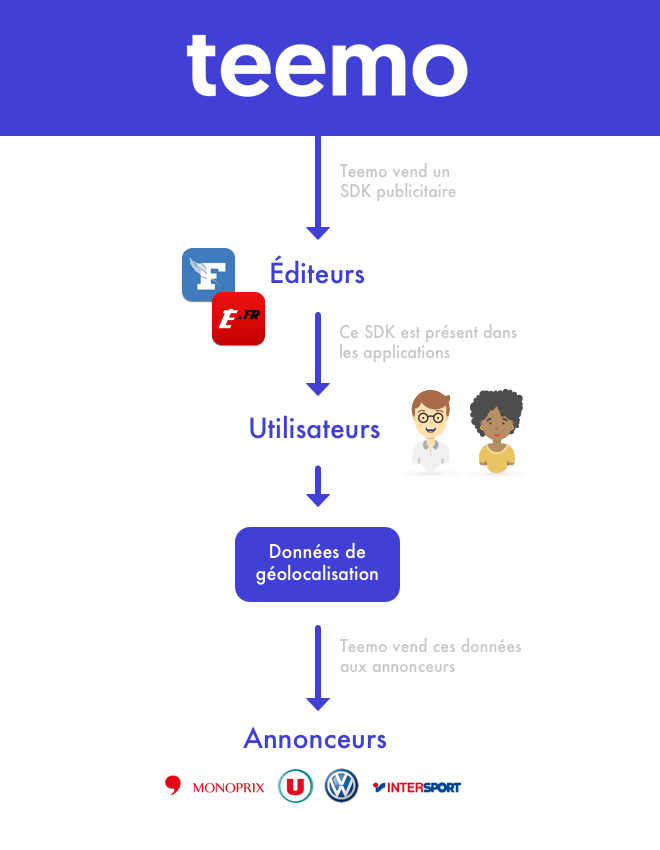 teemo
Teemo vend un
SDK publicitaire
F
Éditeurs
E.FR
Ce SDK est présent dans
les applications
Utilisateurs
Données de
géolocalisation
Teemo vend ces données
aux annonceurs
Annonceurs
MONOPRIX U VW INTERSPORT